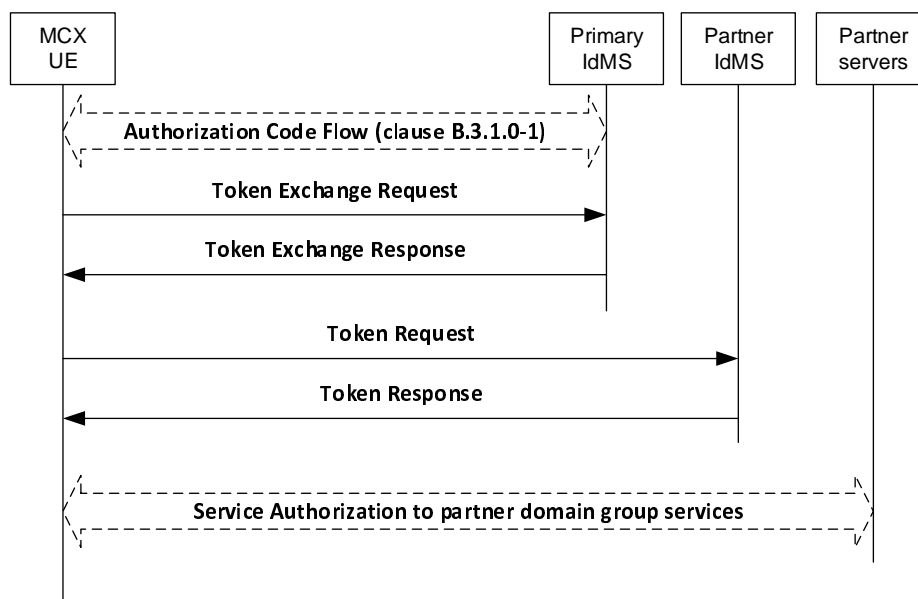 MCX
UE
Primary
IdMS
Partner
IdMS
Partner
servers
Authorization Code Flow (clause B.3.1.0-1)
Token Exchange Request
Token Exchange Response
Token Request
Token Response
Service Authorization to partner domain group services